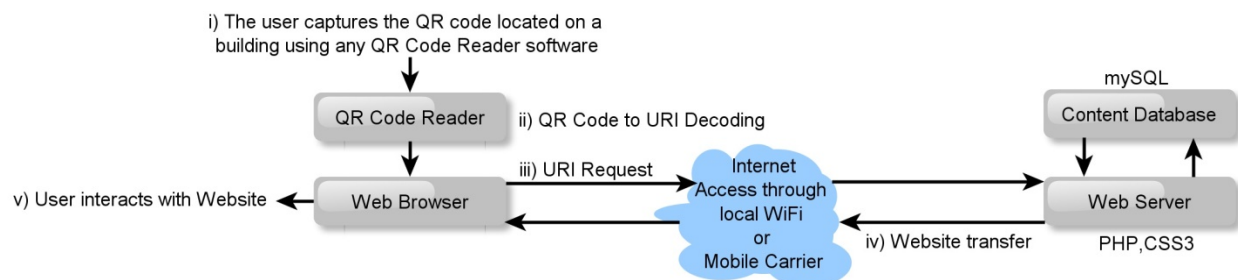 i) The user captures the QR code located on a
building using any QR Code Reader software
mySQL
QR Code Reader
ii) QR Code to URI Decoding
Content Database
iii) URI Request
Internet
Access through
local WiFi
or
Mobile Carrier
v) User interacts with Website
Web Browser
Web Server
iv) Website transfer
PHP,CSS3